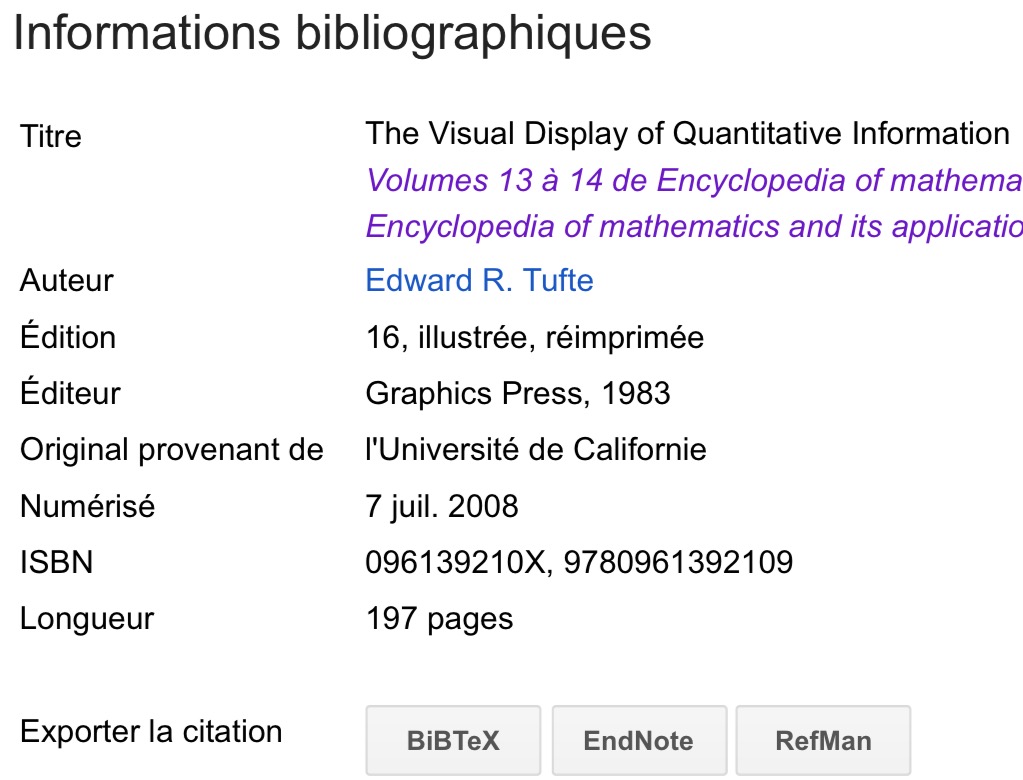 Informations bibliographiques
Titre The Visual Display of Quantitative Information
Volumes 13 à 14 de Encyclopedia of mathema
Encyclopedia of mathematics and its applicatio
Auteur Edward R. Tufte
Édition 16, illustrée, réimprimée
Éditeur Graphics Press, 1983
Original provenant de l'Université de Californie
Numérisé 7 juil. 2008
ISBN 096139210X, 9780961392109
Longueur 197 pages
Exporter la citation BiBTeX EndNote RefMan